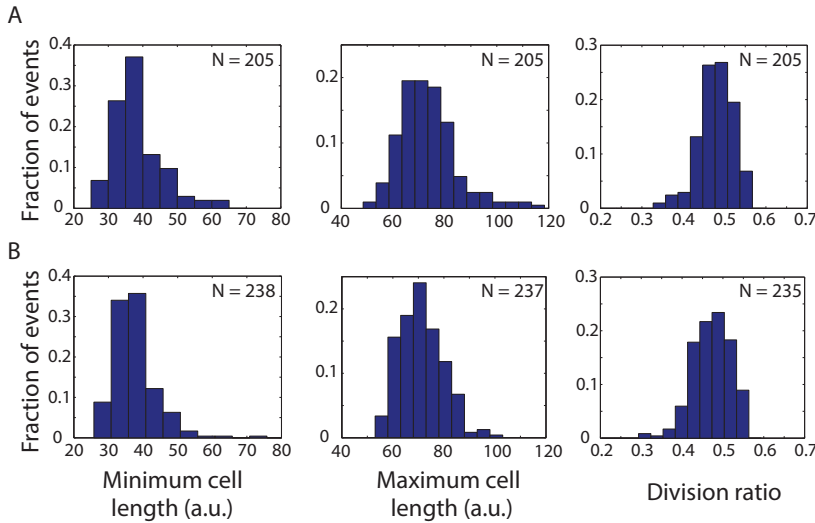 A
Fraction of events
0.4
0.3
0.2
0.1
0
N = 205
20 30 40 50 60 70 80
0.2
0.1
0
N = 205
40 60 80 100 120
0.3
0.2
0.1
0
N = 205
0.2 0.3 0.4 0.5 0.6 0.7
B
Fraction of events
0.4
0.3
0.2
0.1
0
N = 238
20 30 40 50 60 70 80
Minimum cell
length (a.u.)
0.2
0.1
0
N = 237
40 60 80 100 120
Maximum cell
length (a.u.)
0.3
0.2
0.1
0
N = 235
0.2 0.3 0.4 0.5 0.6 0.7
Division ratio